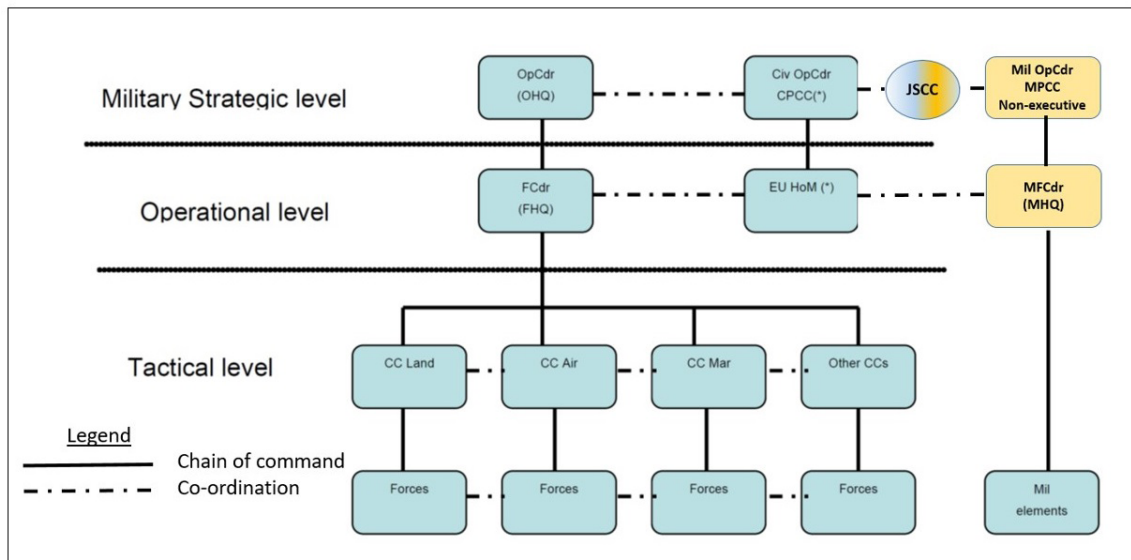 OpCdr
(OHQ)
Civ OpCdr
CPCC(*)
JSCC
Mil OpCdr
MPCC
Non-executive
Military Strategic level
FCdr
(FHQ)
EU HoM (*)
MFCdr
(MHQ)
Operational level
CC Land
CC Air
CC Mar
Other CCs
Tactical level
Legend
Chain of command
Co-ordination
Forces
Forces
Forces
Forces
Mil
elements